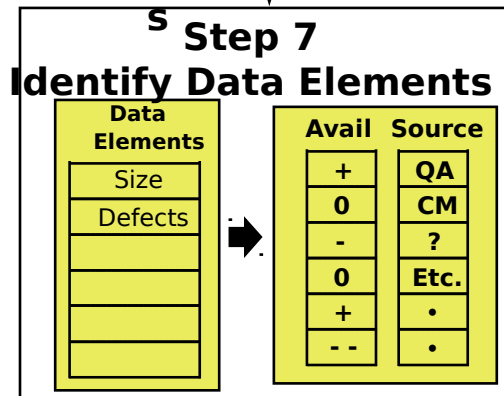 s
Step 7
Identify Data Elements
Data
Elements
Size
Defects
Avail Source
+ QA
0 CM
- ?
0 Etc.
+ •
- - •